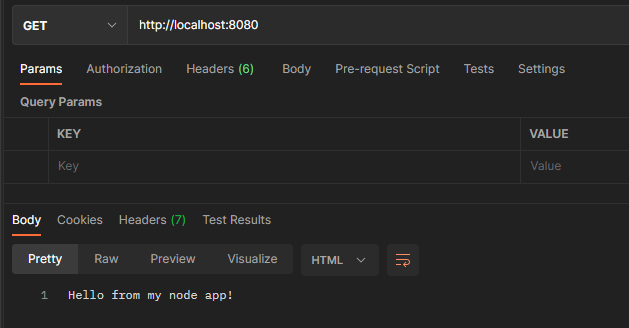 GET http://localhost:8080
Params Authorization Headers (6) Body Pre-request Script Tests Settings
Query Params
KEY VALUE
Key Value
Body Cookies Headers (7) Test Results
Pretty Raw Preview Visualize HTML
1 Hello from my node app!